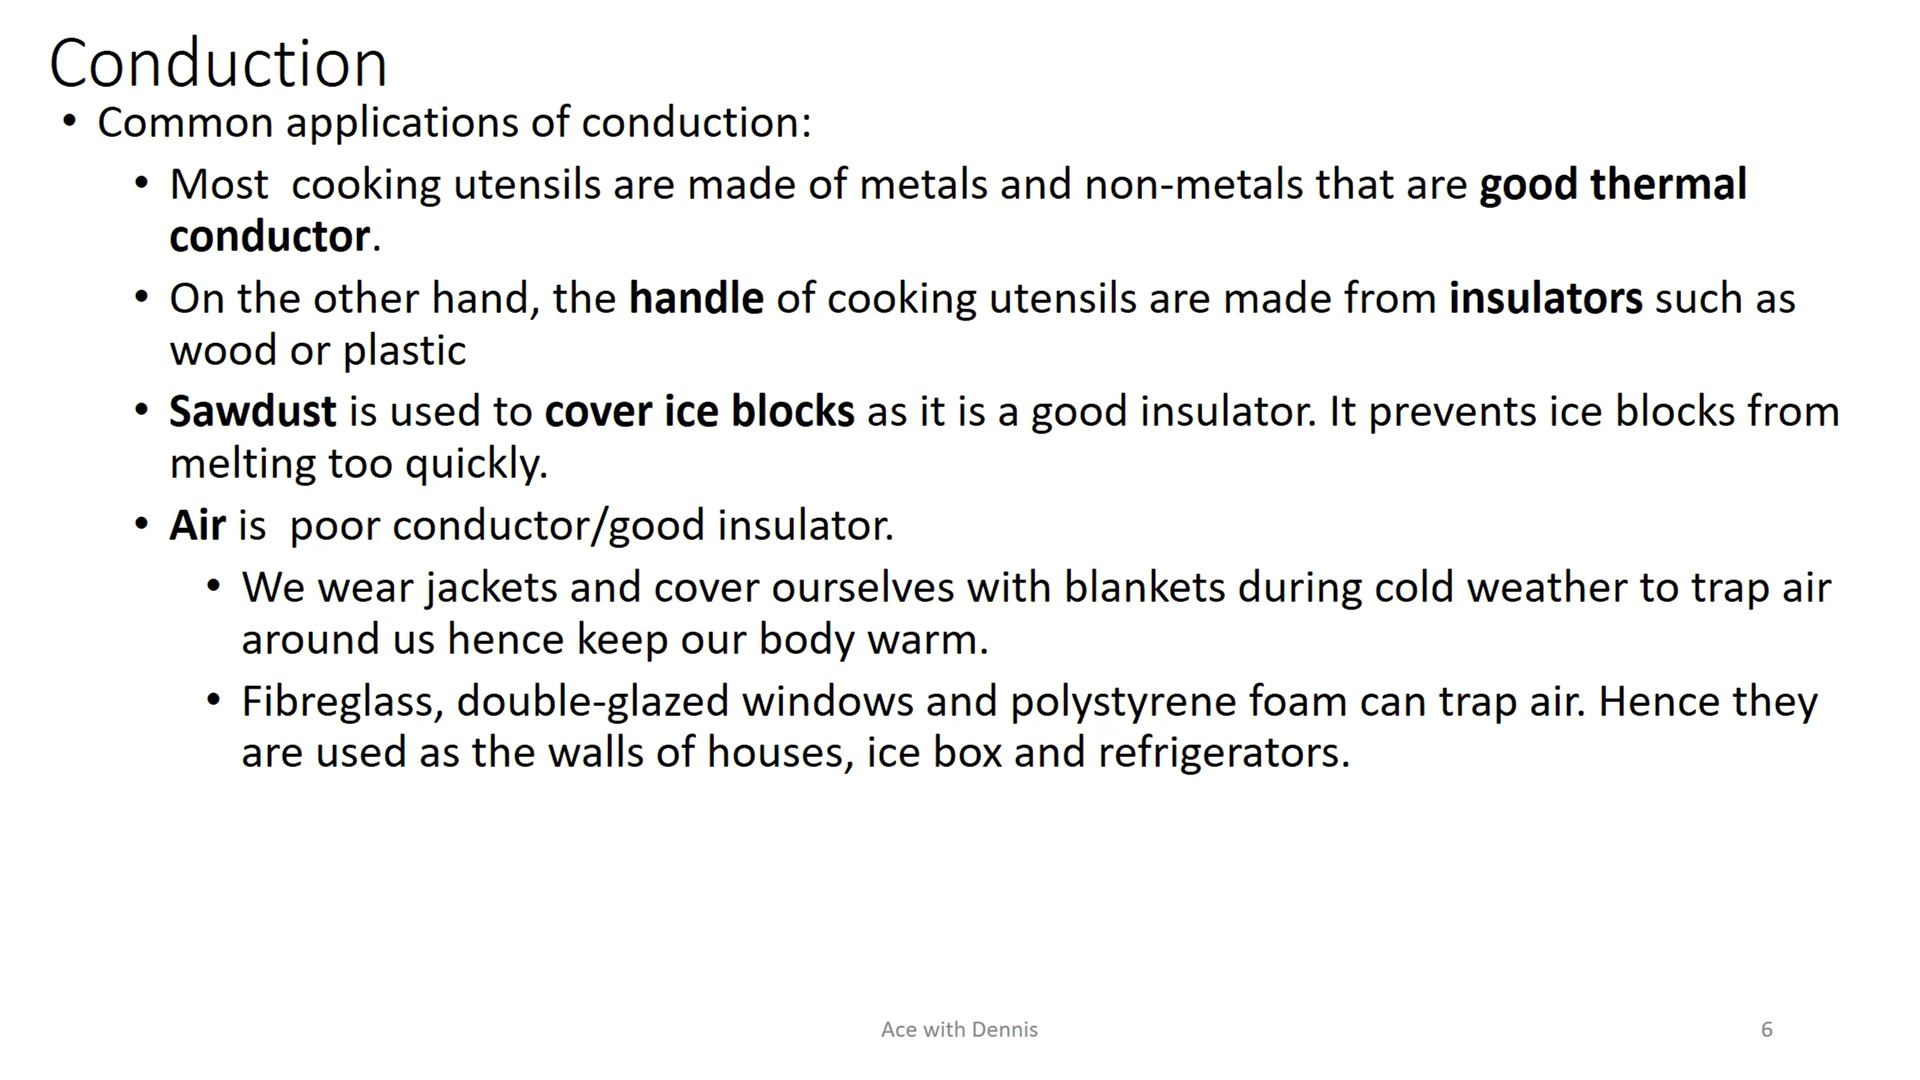 Conduction
• Common applications of conduction:
• Most  cooking utensils are made of metals and non-metals that are good thermal
conductor.
• On the other hand, the handle of cooking utensils are made from insulators such as
wood or plastic
• Sawdust is used to cover ice blocks as it is a good insulator. It prevents ice blocks from
melting too quickly.
• Air is  poor conductor/good insulator.
• We wear jackets and cover ourselves with blankets during cold weather to trap air
around us hence keep our body warm.
• Fibreglass, double-glazed windows and polystyrene foam can trap air. Hence they
are used as the walls of houses, ice box and refrigerators.
Ace with Dennis
6